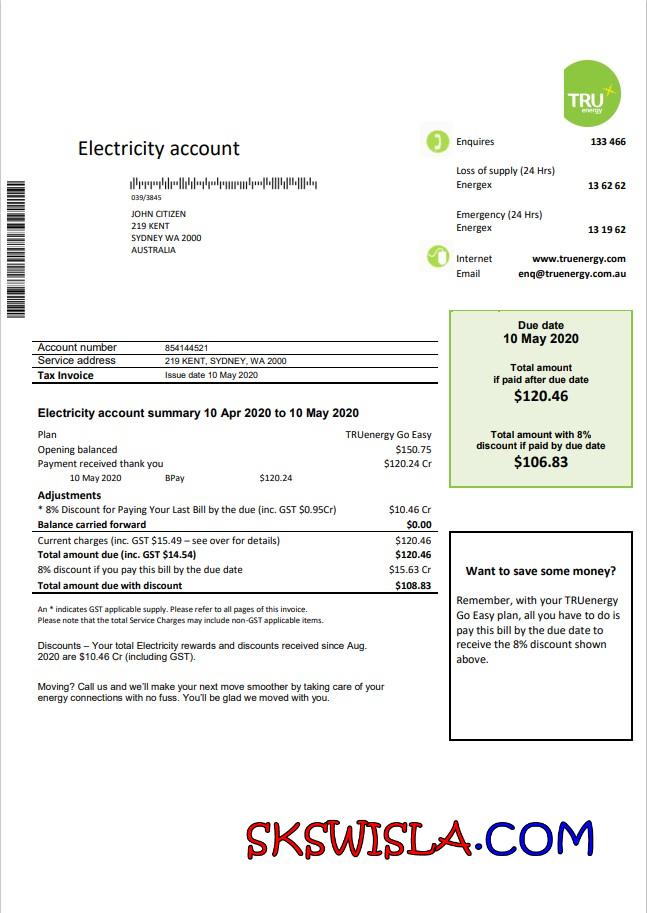 TRU
energy
Electricity account
Enquires 133 466
Loss of supply (24 Hrs)
Energex 13 62 62
Emergency (24 Hrs)
Energex 13 19 62
Internet www.truenergy.com
Email enq@truenergy.com.au
039/3845
JOHN CITIZEN
219 KENT
SYDNEY WA 2000
AUSTRALIA
Account number 854144521
Service address 219 KENT, SYDNEY, WA 2000
Tax Invoice Issue date 10 May 2020
Due date
10 May 2020
Total amount
if paid after due date
$120.46
Total amount with 8%
discount if paid by due date
$106.83
Electricity account summary 10 Apr 2020 to 10 May 2020
Plan TRUenergy Go Easy
Opening balanced $150.75
Payment received thank you $120.24 Cr
10 May 2020 BPay $120.24
Adjustments
* 8% Discount for Paying Your Last Bill by the due (inc. GST $0.95Cr) $10.46 Cr
Balance carried forward $0.00
Current charges (inc. GST $15.49 – see over for details) $120.46
Total amount due (inc. GST $14.54) $120.46
8% discount if you pay this bill by the due date $15.63 Cr
Total amount due with discount $108.83
An * indicates GST applicable supply. Please refer to all pages of this invoice.
Please note that the total Service Charges may include non-GST applicable items.
Discounts – Your total Electricity rewards and discounts received since Aug.
2020 are $10.46 Cr (including GST).
Moving? Call us and we'll make your next move smoother by taking care of your
energy connections with no fuss. You'll be glad we moved with you.
Want to save some money?
Remember, with your TRUenergy
Go Easy plan, all you have to do is
pay this bill by the due date to
receive the 8% discount shown
above.
SKSWISLA.COM